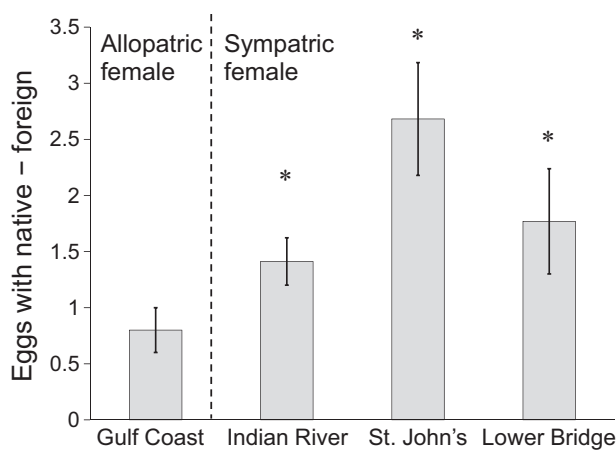 Eggs with native – foreign
3.5
3
2.5
2
1.5
1
0.5
0
Allopatric
female
Sympatric
female
*
*
*
Gulf Coast
Indian River
St. John's
Lower Bridge